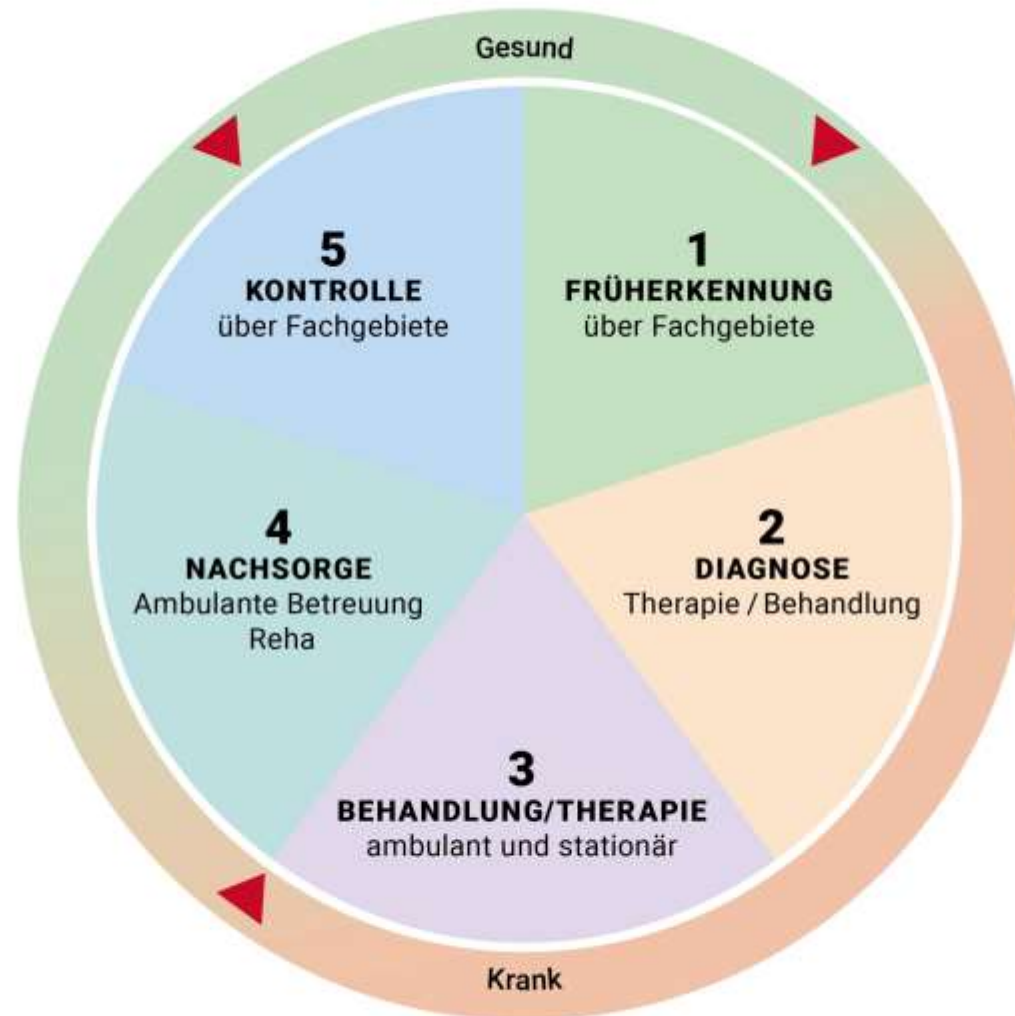 Gesund
1
FRÜHERKENNUNG
über Fachgebiete
2
DIAGNOSE
Therapie / Behandlung
3
BEHANDLUNG/THERAPIE
ambulant und stationär
4
NACHSORGE
Ambulante Betreuung
Reha
5
KONTROLLE
über Fachgebiete
Krank